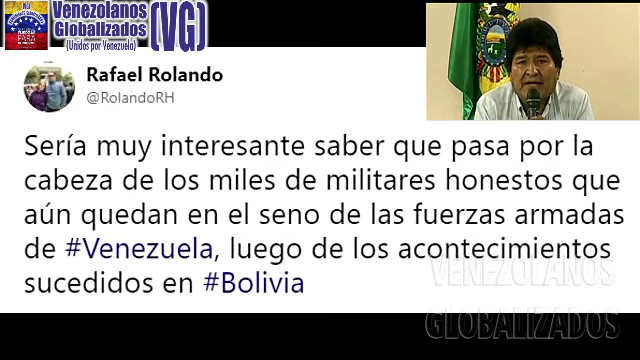 Venezolanos
Globalizados
(Unidos por Venezuela)
(VG)
Rafael Rolando
@RolandoRH
Sería muy interesante saber que pasa por la
cabeza de los miles de militares honestos que
aún quedan en el seno de las fuerzas armadas
de #Venezuela, luego de los acontecimientos
sucedidos en #Bolivia
VENEZOLANOS
GLOBALIZADOS